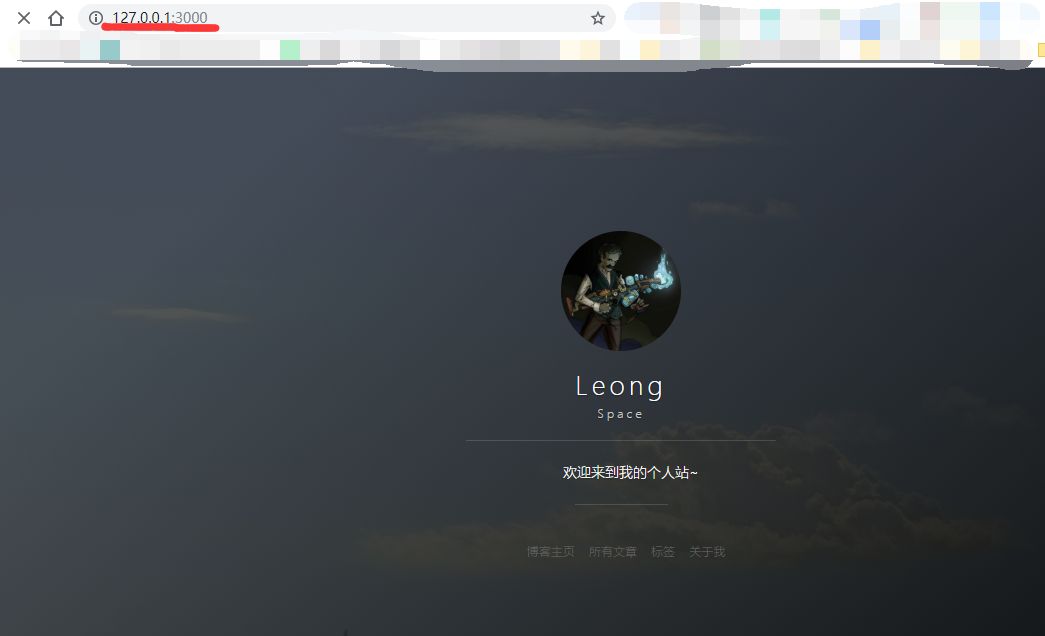 127.0.0.1:3000
Leong
Space
欢迎来到我的个人站~
博客主页 所有文章 标签 关于我